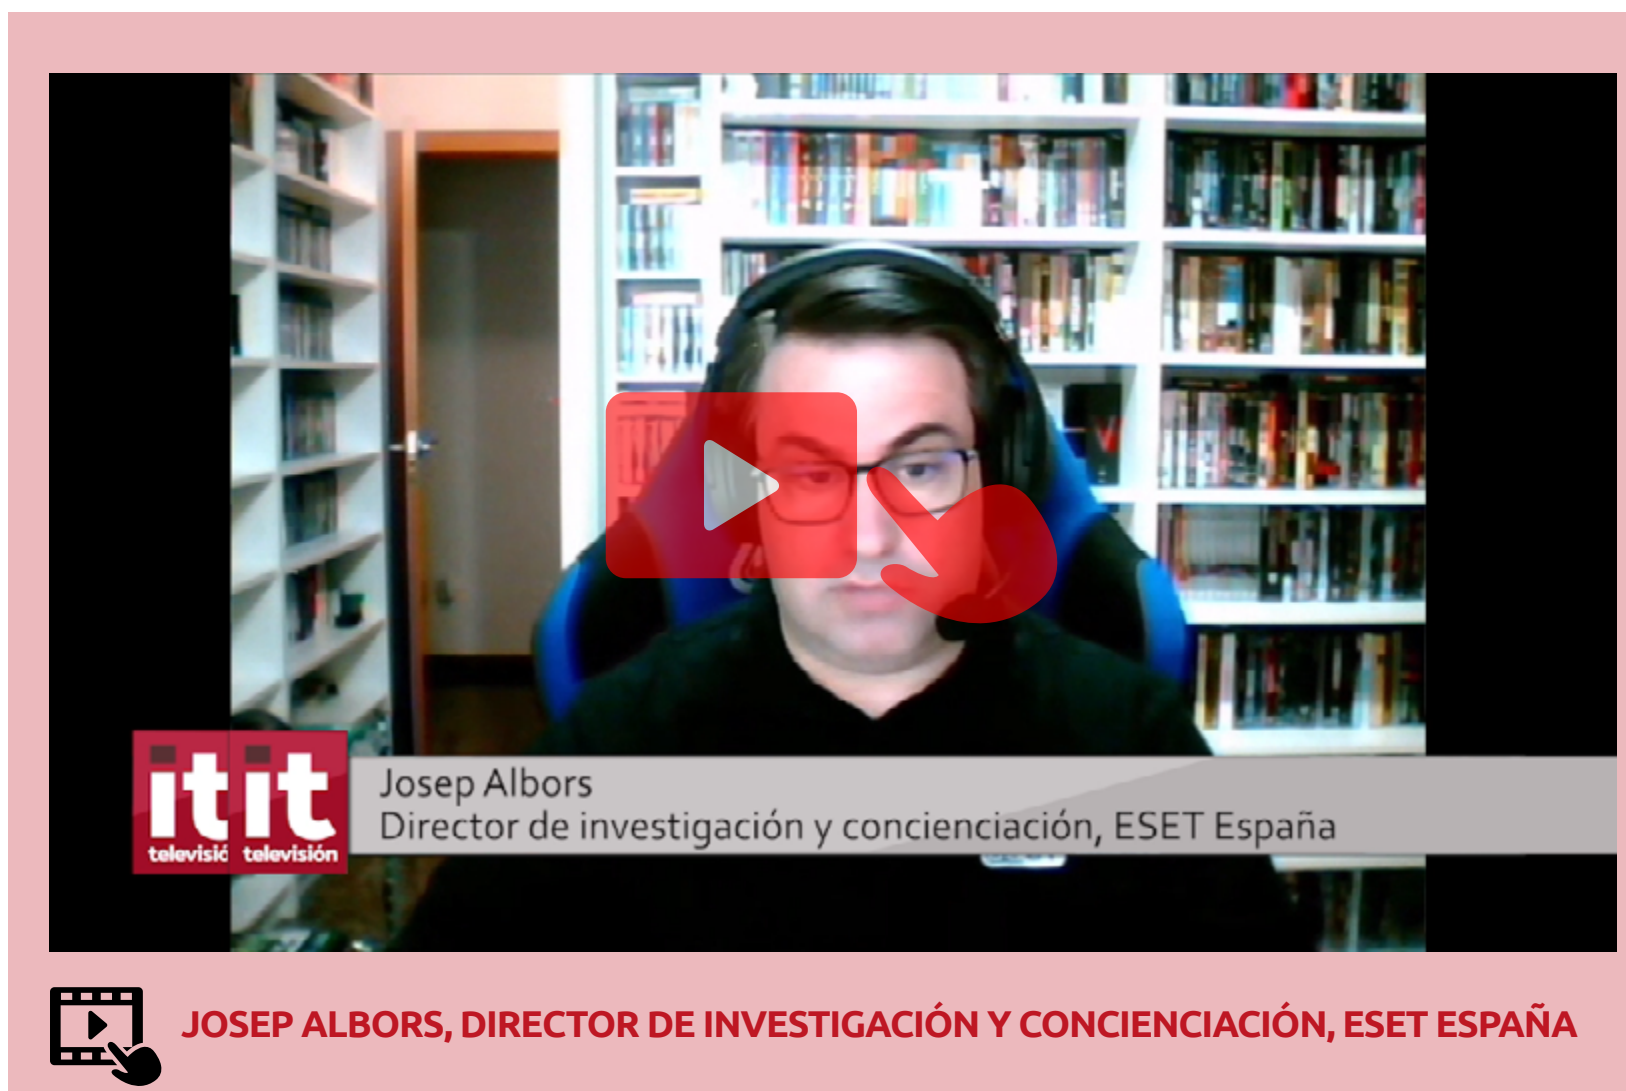 itit
televisió televisión
Josep Albors
Director de investigación y concienciación, ESET España
JOSEP ALBORS, DIRECTOR DE INVESTIGACIÓN Y CONCIENCIACIÓN, ESET ESPAÑA